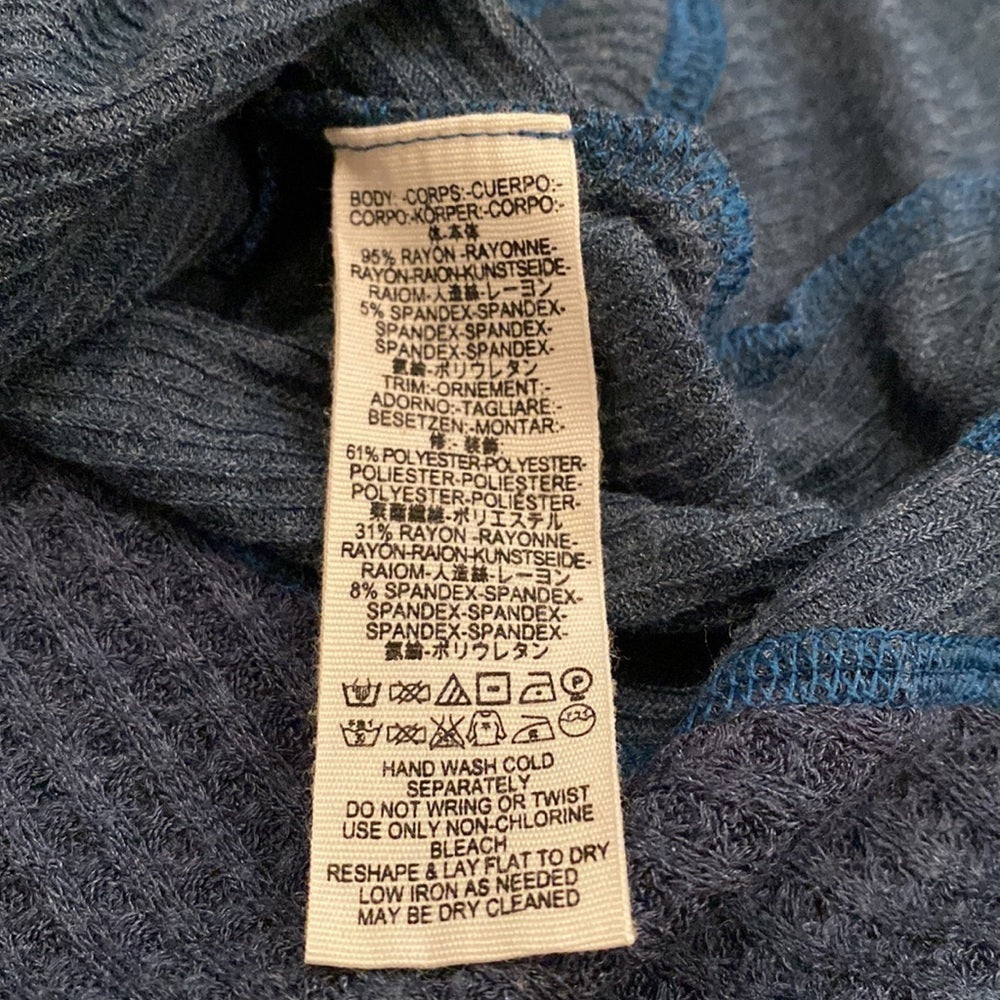 BODY: -CORPS:-CUERPO:-
CORPO:-KÖRPER:-CORPO:-
体-本体
95% RAYON -RAYONNE-
RAYON-RAION-KUNSTSEIDE-
RAIOM-人造絲-レーヨン
5% SPANDEX-SPANDEX-
SPANDEX-SPANDEX-
SPANDEX-SPANDEX-
氨綸-ポリウレタン
TRIM:-ORNEMENT:-
ADORNO:-TAGLIARE:-
BESETZEN:-MONTAR:-
修:-装飾
61% POLYESTER-POLYESTER-
POLIESTER-POLIESTERE-
POLYESTER-POLIÉSTER-
聚酯纖維-ポリエステル
31% RAYON -RAYONNE-
RAYON-RAION-KUNSTSEIDE-
RAIOM-人造絲-レーヨン
8% SPANDEX-SPANDEX-
SPANDEX-SPANDEX-
SPANDEX-SPANDEX-
氨綸-ポリウレタン
P
手洗イ 30
HAND WASH COLD
SEPARATELY
DO NOT WRING OR TWIST
USE ONLY NON-CHLORINE
BLEACH
RESHAPE & LAY FLAT TO DRY
LOW IRON AS NEEDED
MAY BE DRY CLEANED